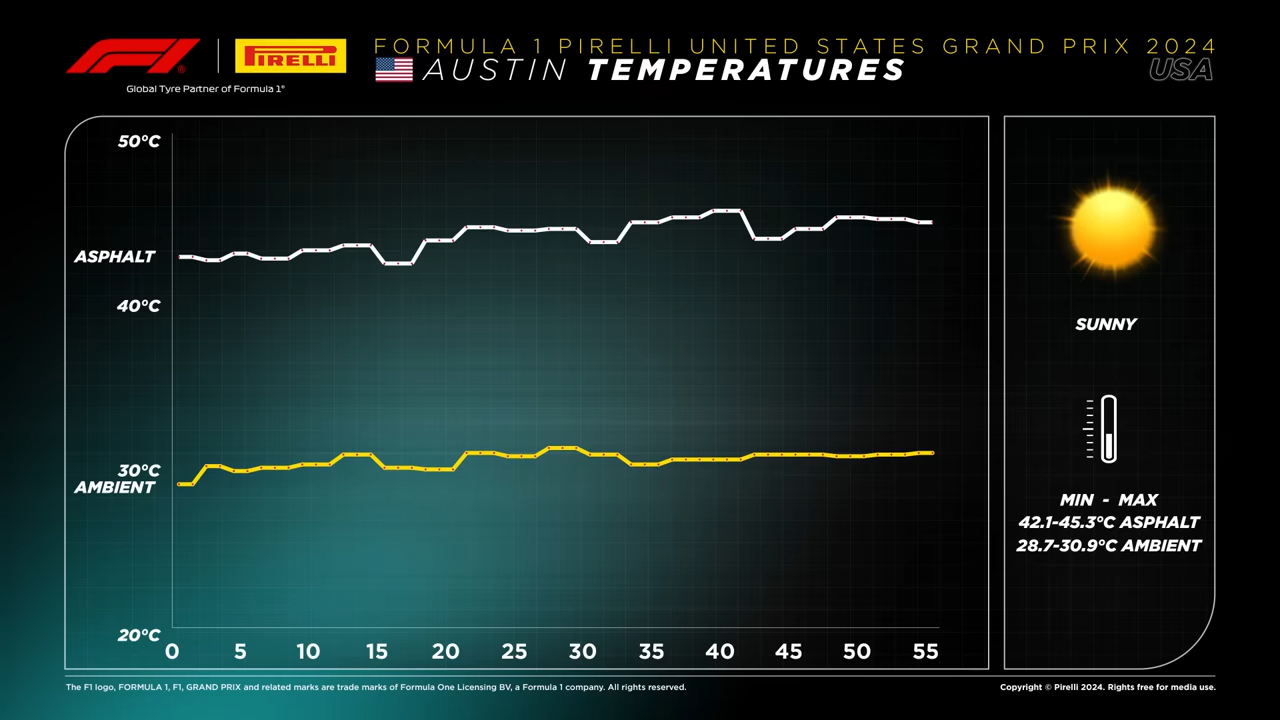 F1®
PIRELLI
Global Tyre Partner of Formula 1®
FORMULA 1 PIRELLI UNITED STATES GRAND PRIX 2024
AUSTIN TEMPERATURES
USA
50°C
ASPHALT
40°C
30°C
AMBIENT
20°C
0 5 10 15 20 25 30 35 40 45 50 55
SUNNY
MIN - MAX
42.1-45.3°C ASPHALT
28.7-30.9°C AMBIENT
The F1 logo, FORMULA 1, F1, GRAND PRIX and related marks are trade marks of Formula One Licensing BV, a Formula 1 company. All rights reserved.
Copyright © Pirelli 2024. Rights free for media use.